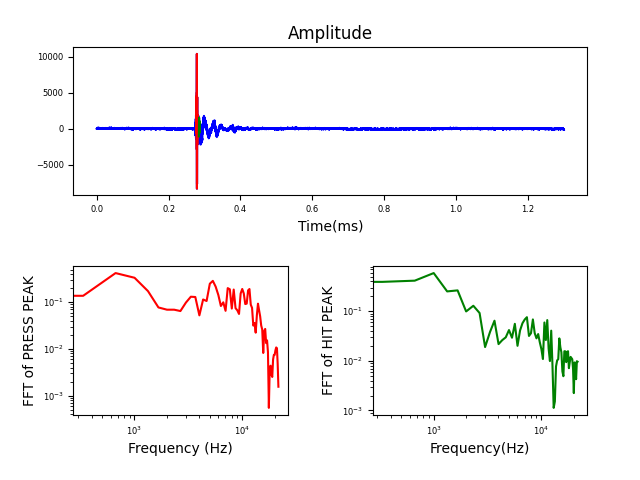 Amplitude
10000
5000
0
−5000
0.0 0.2 0.4 0.6 0.8 1.0 1.2
Time(ms)
FFT of PRESS PEAK
10⁻¹
10⁻²
10⁻³
10³ 10⁴
Frequency (Hz)
FFT of HIT PEAK
10⁻¹
10⁻²
10⁻³
10³ 10⁴
Frequency(Hz)